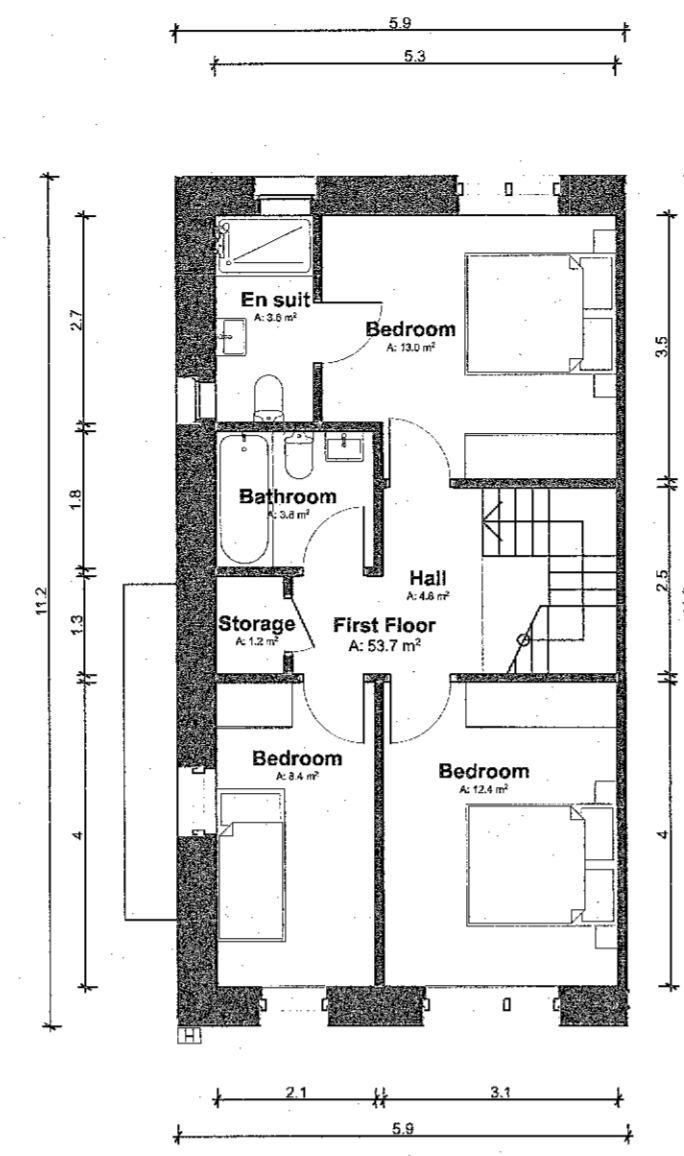 5.9
5.3
En suit
A: 3.6 m²
Bedroom
A: 13.0 m²
2.7
3.5
Bathroom
A: 3.8 m²
1.8
Hall
A: 4.6 m²
2.5
11.2
1.3
Storage
A: 1.2 m²
First Floor
A: 53.7 m²
Bedroom
A: 8.4 m²
Bedroom
A: 12.4 m²
4
4
H
2.1
3.1
5.9